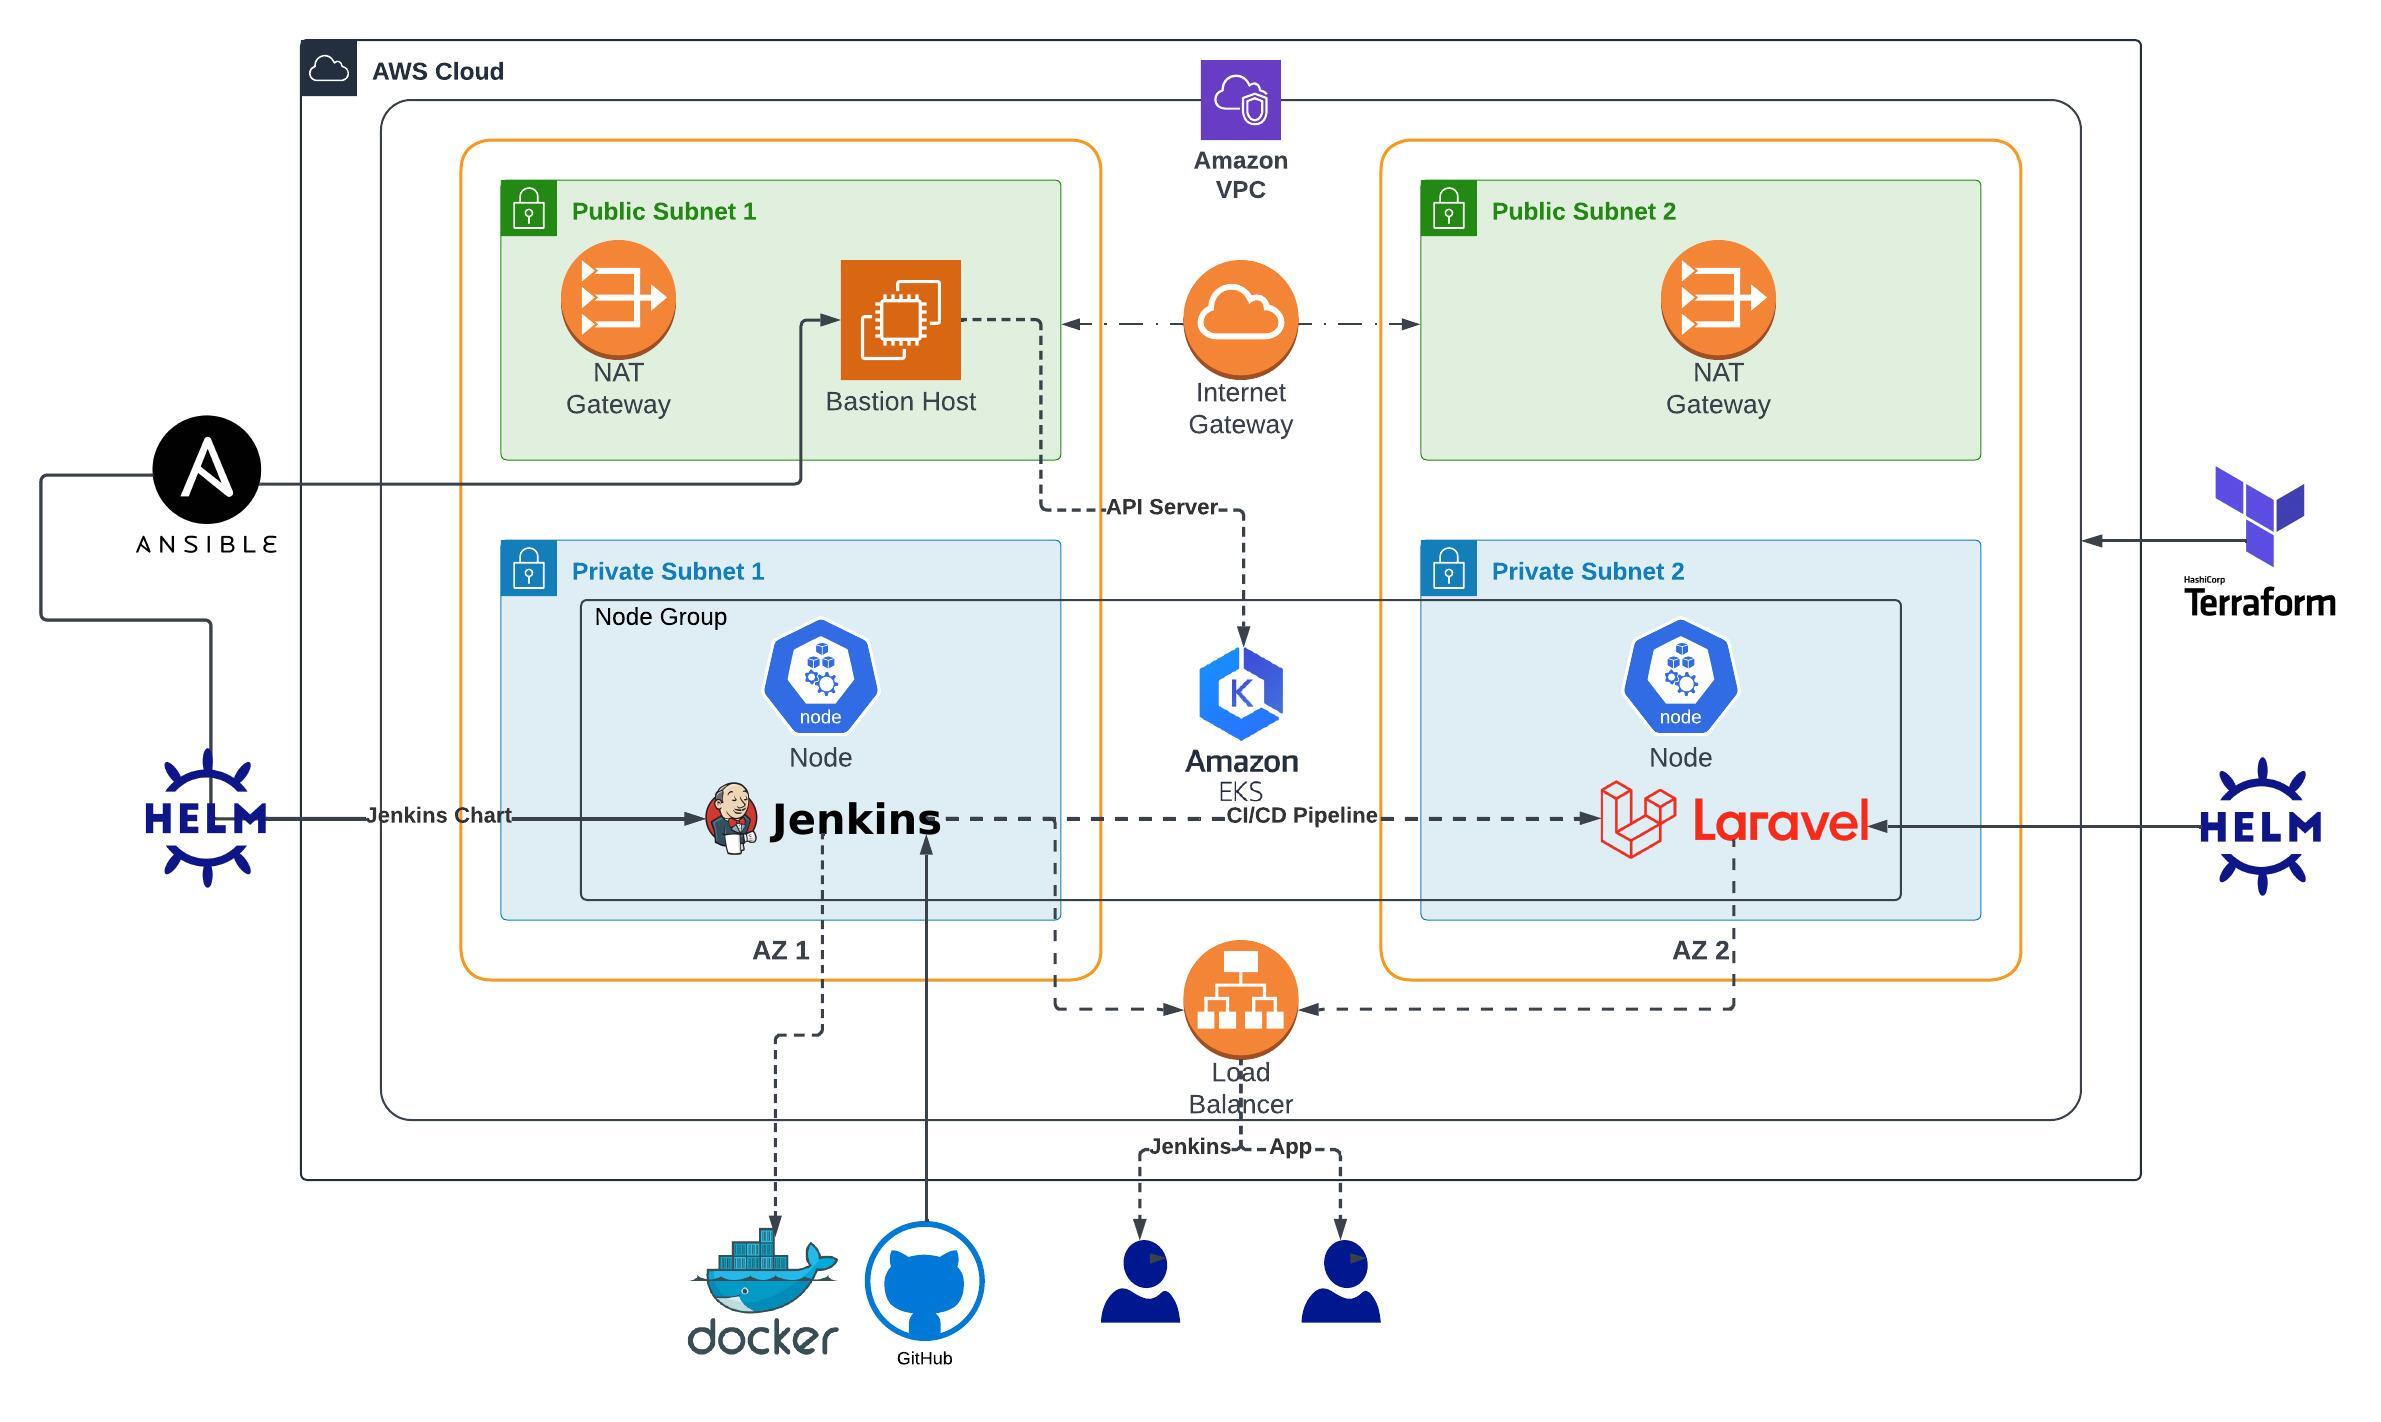 AWS Cloud
Amazon
VPC
Public Subnet 1
NAT
Gateway
Bastion Host
Internet
Gateway
Public Subnet 2
NAT
Gateway
ANSIBLE
API Server
HashiCorp
Terraform
Private Subnet 1
Node Group
node
Node
Amazon
EKS
Private Subnet 2
node
Node
HELM
Jenkins Chart
Jenkins
CI/CD Pipeline
Laravel
HELM
AZ 1
AZ 2
Load
Balancer
Jenkins
App
docker
GitHub